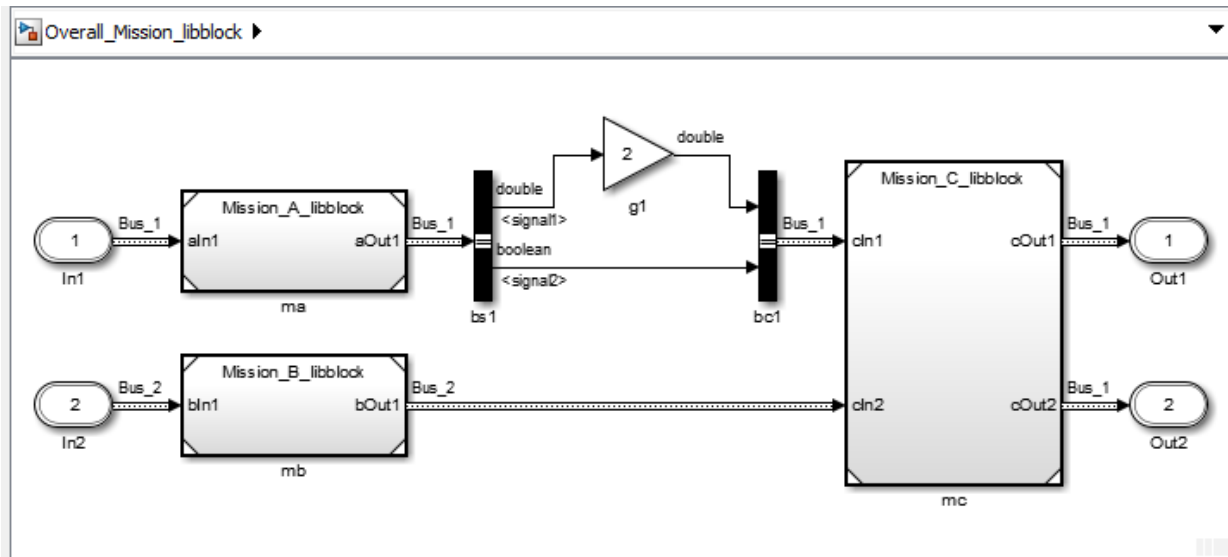 Overall_Mission_libblock
double
2
g1
double
<signal1>
boolean
<signal2>
bs1
bc1
Bus_1
1
In1
Bus_1
Mission_A_libblock
aIn1
aOut1
ma
Bus_1
Mission_C_libblock
cIn1
cOut1
cIn2
cOut2
mc
Bus_1
1
Out1
Bus_2
2
In2
Mission_B_libblock
bIn1
bOut1
mb
Bus_2
Bus_1
2
Out2